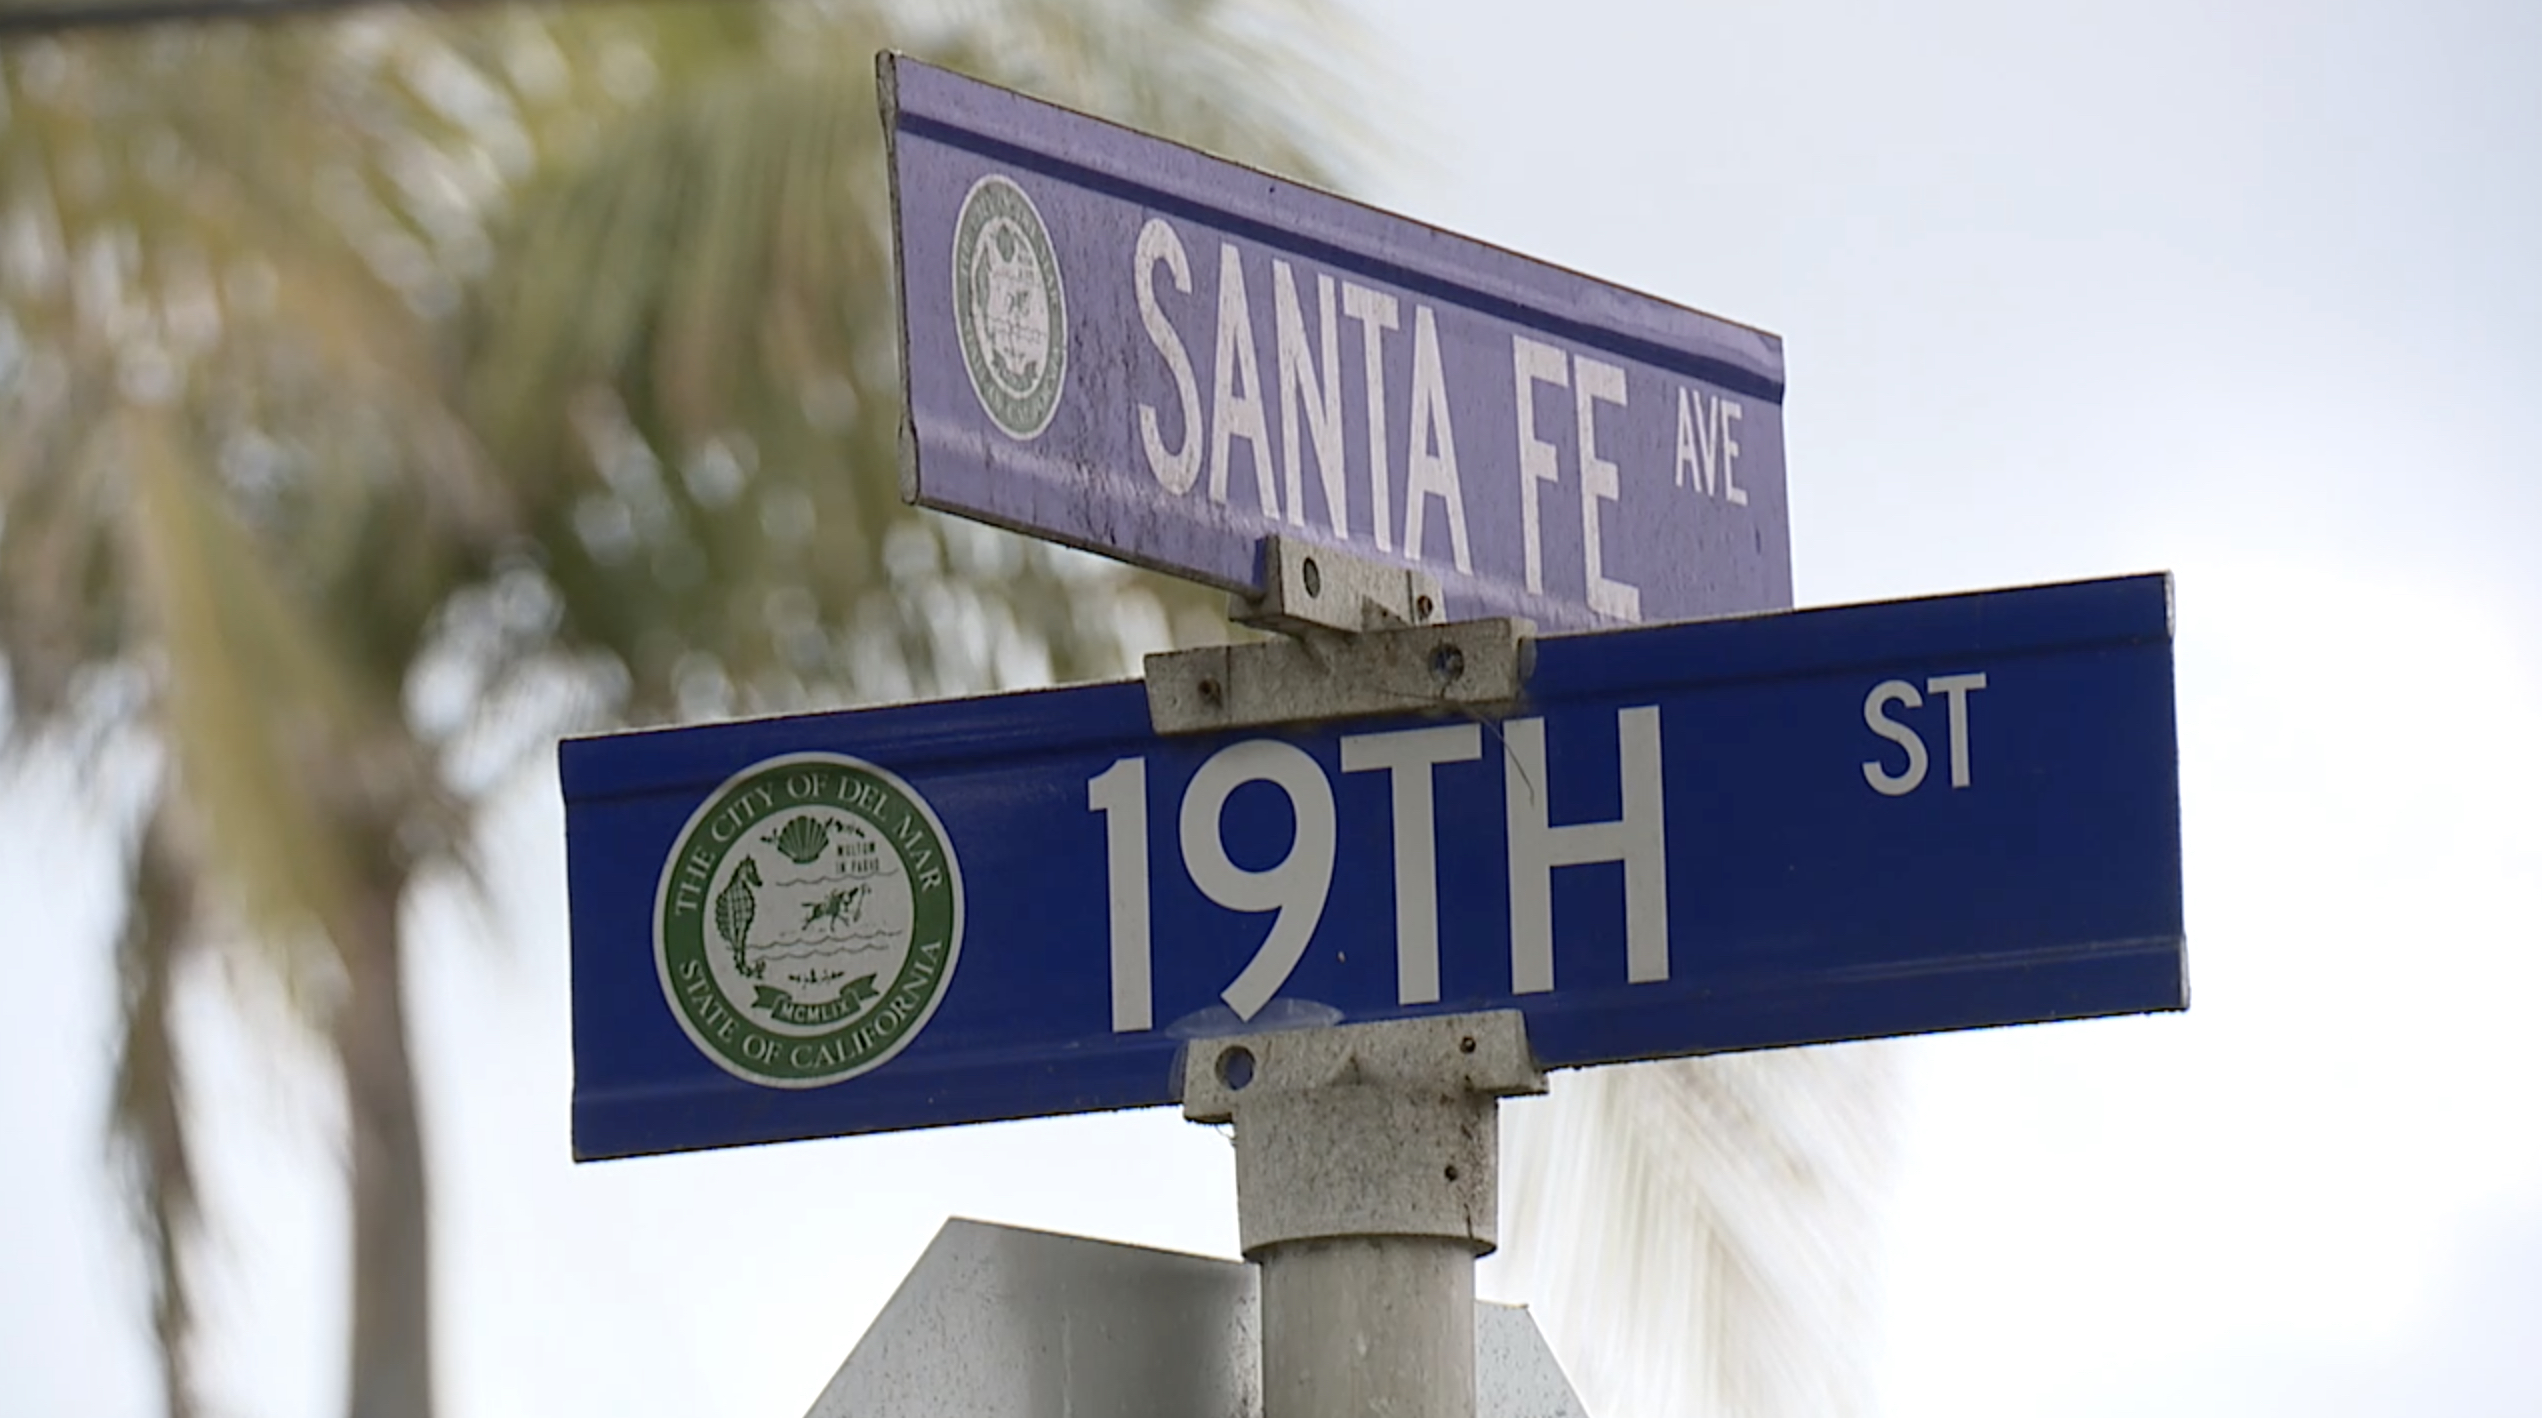 SANTA FE AVE
19TH ST
THE CITY OF DEL MAR
MULTUM
IN PARVO
MCMLIX
STATE OF CALIFORNIA